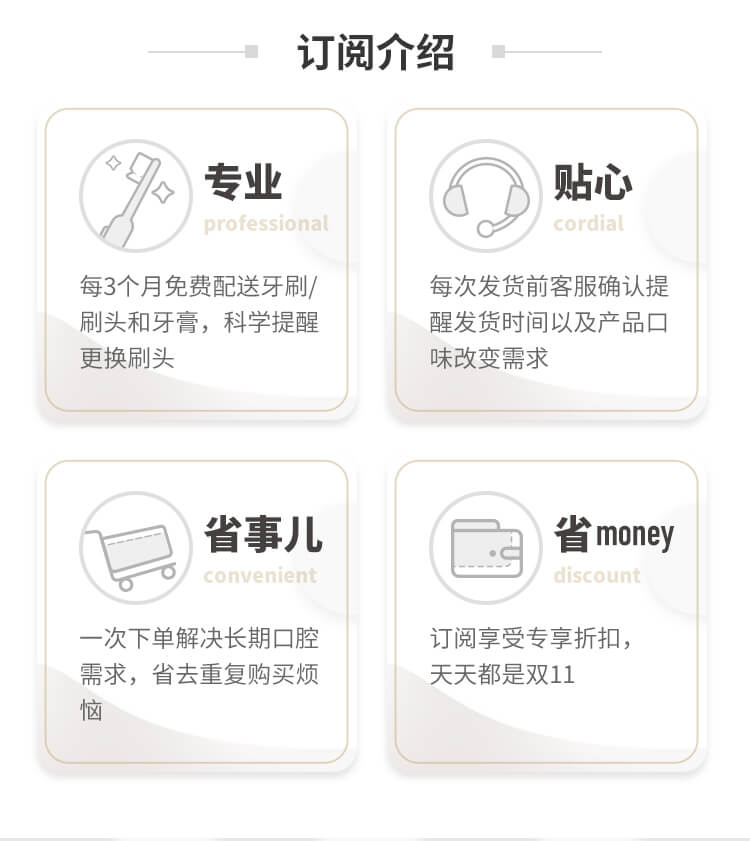 订阅介绍
专业
professional
每3个月免费配送牙刷/
刷头和牙膏，科学提醒
更换刷头
贴心
cordial
每次发货前客服确认提
醒发货时间以及产品口
味改变需求
省事儿
convenient
一次下单解决长期口腔
需求，省去重复购买烦
恼
省money
discount
订阅享受专享折扣，
天天都是双11